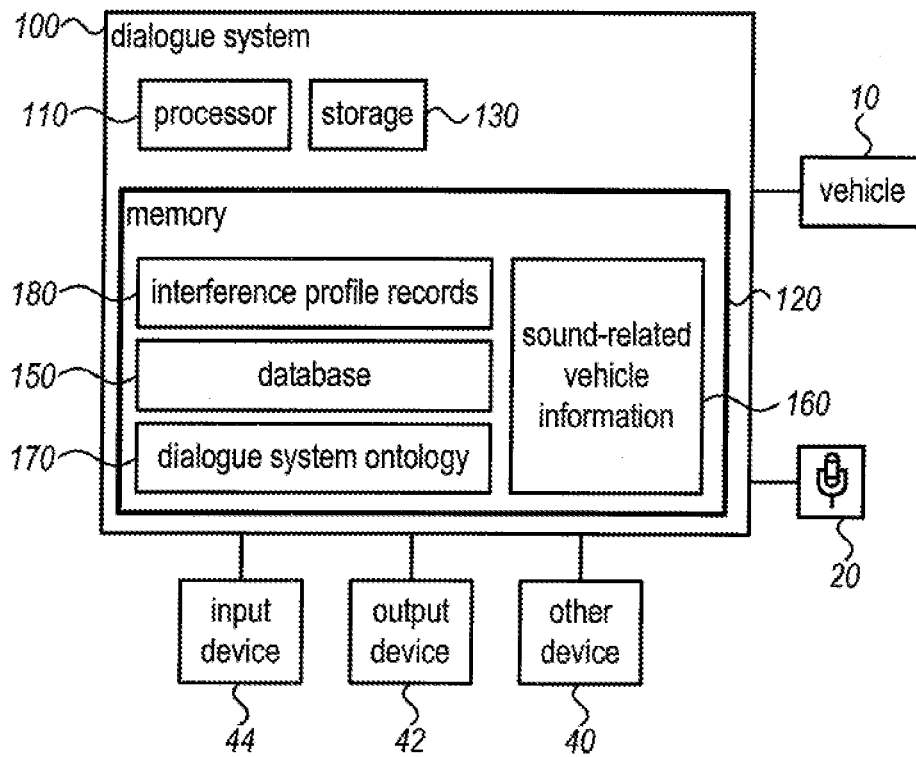 100
dialogue system
110
processor
storage
130
10
vehicle
memory
180
interference profile records
150
database
170
dialogue system ontology
sound-related
vehicle
information
120
160
20
input
device
output
device
other
device
44
42
40